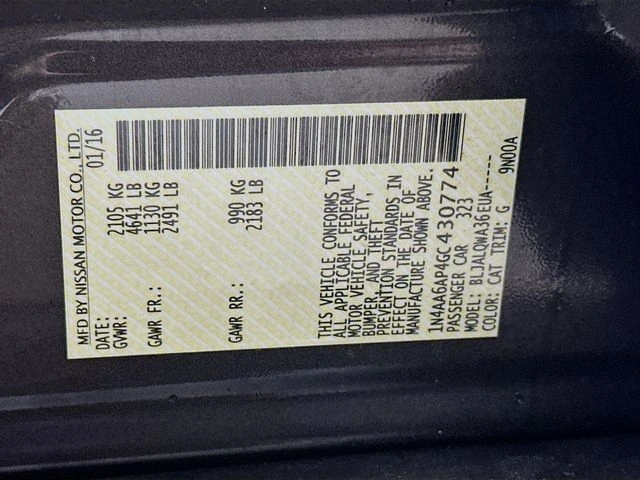 MFD BY NISSAN MOTOR CO., LTD.
DATE: 01/16
GVWR: 2105 KG
4641 LB
GAWR FR.: 1130 KG
2491 LB
GAWR RR.: 990 KG
2183 LB
THIS VEHICLE CONFORMS TO
ALL APPLICABLE FEDERAL
MOTOR VEHICLE SAFETY,
BUMPER, AND THEFT
PREVENTION STANDARDS IN
EFFECT ON THE DATE OF
MANUFACTURE SHOWN ABOVE.
1N4AA6AP4GC430774
PASSENGER CAR 323
MODEL: BLJALQWA36EUA-----
COLOR: CAT TRIM: G 9N00A